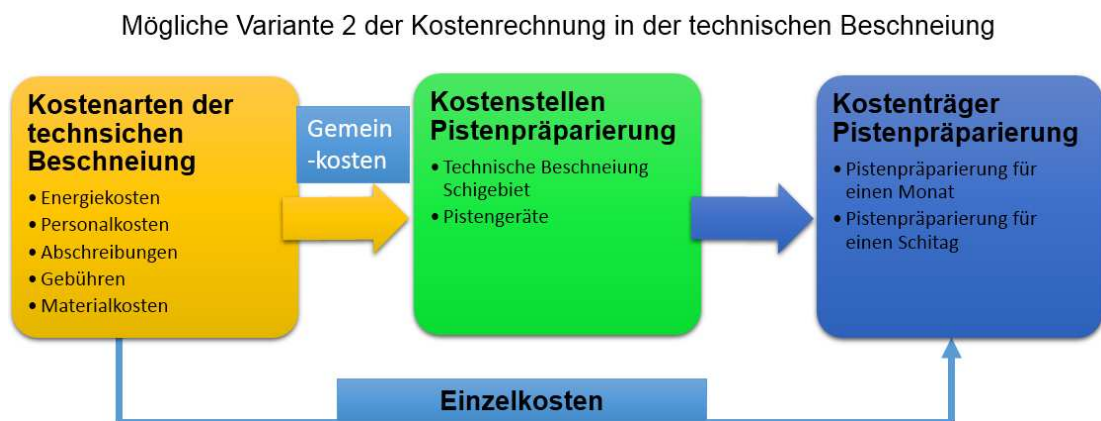 Mögliche Variante 2 der Kostenrechnung in der technischen Beschneiung
Kostenarten der
technsichen
Beschneiung
• Energiekosten
• Personalkosten
• Abschreibungen
• Gebühren
• Materialkosten
Gemein
-kosten
Kostenstellen
Pistenpräparierung
• Technische Beschneiung
Schigebiet
• Pistengeräte
Kostenträger
Pistenpräparierung
• Pistenpräparierung für
einen Monat
• Pistenpräparierung für
einen Schitag
Einzelkosten